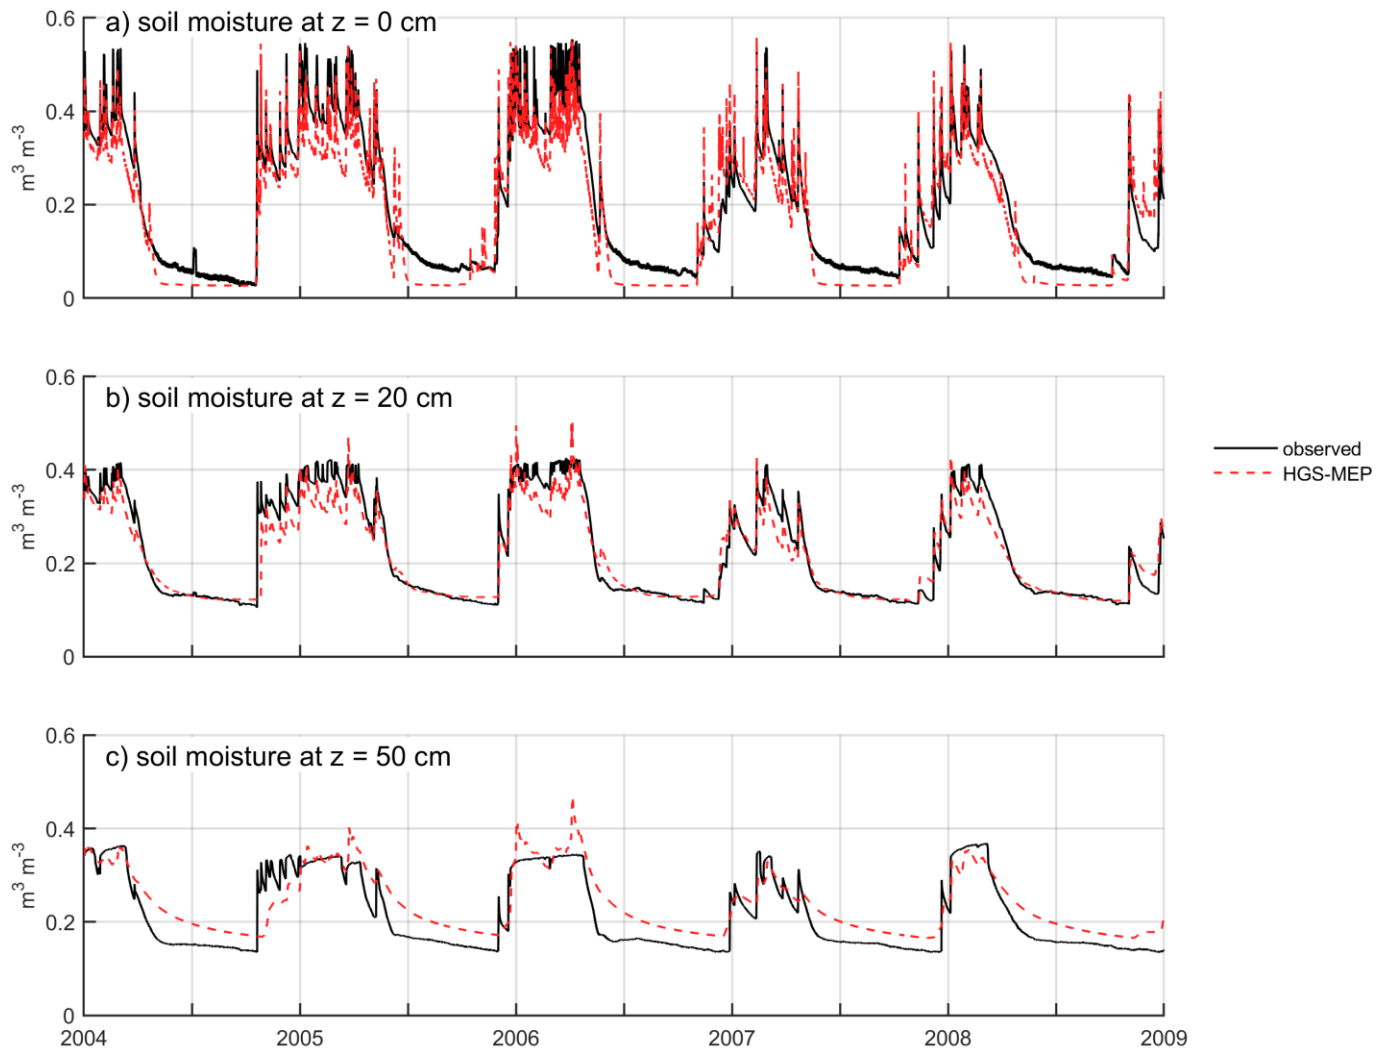 a) soil moisture at z = 0 cm
0.6
0.4
0.2
0
m³ m⁻³
b) soil moisture at z = 20 cm
0.6
0.4
0.2
0
m³ m⁻³
observed
HGS-MEP
c) soil moisture at z = 50 cm
0.6
0.4
0.2
0
m³ m⁻³
2004 2005 2006 2007 2008 2009